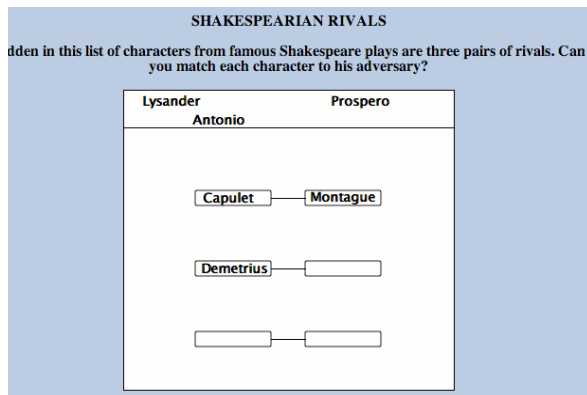 SHAKESPEARIAN RIVALS
dden in this list of characters from famous Shakespeare plays are three pairs of rivals. Can
you match each character to his adversary?
Lysander Prospero
Antonio
Capulet Montague
Demetrius